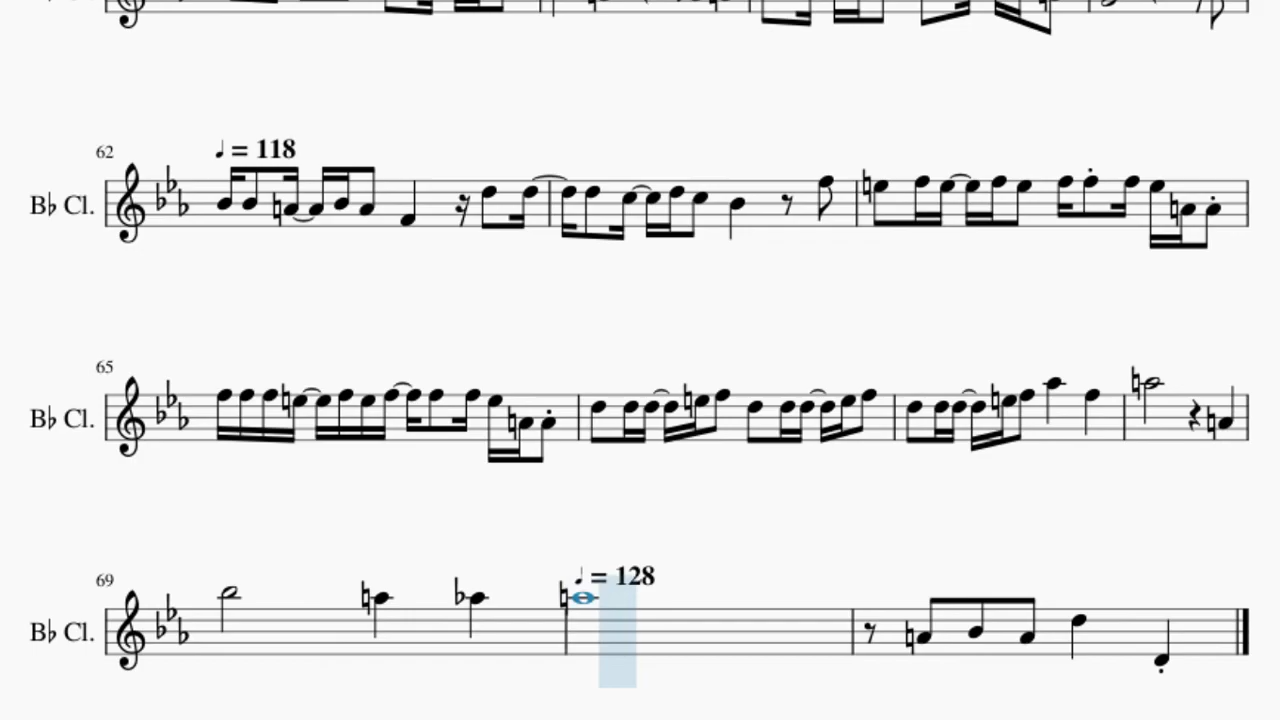 62
♩ = 118
B♭ Cl.
65
B♭ Cl.
69
♩ = 128
B♭ Cl.